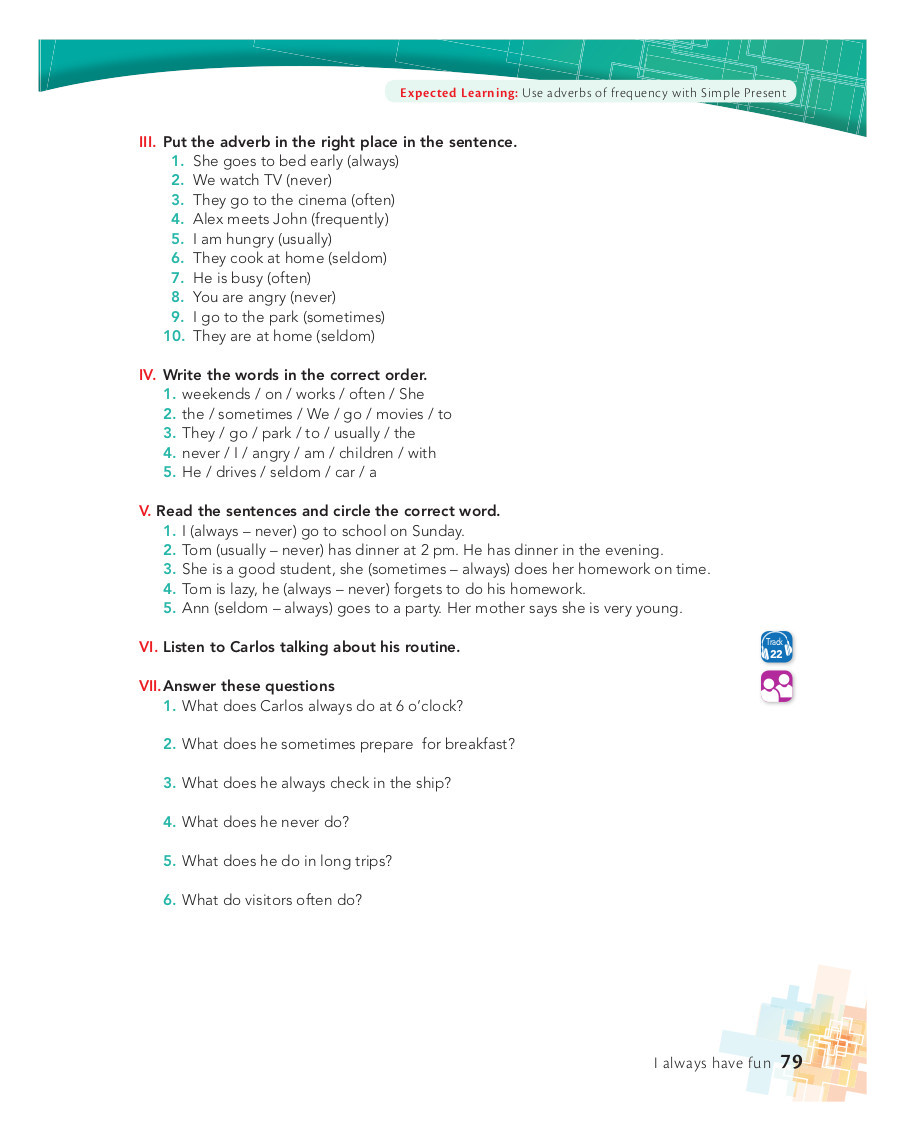 Expected Learning: Use adverbs of frequency with Simple Present
III. Put the adverb in the right place in the sentence.
1. She goes to bed early (always)
2. We watch TV (never)
3. They go to the cinema (often)
4. Alex meets John (frequently)
5. I am hungry (usually)
6. They cook at home (seldom)
7. He is busy (often)
8. You are angry (never)
9. I go to the park (sometimes)
10. They are at home (seldom)
IV. Write the words in the correct order.
1. weekends / on / works / often / She
2. the / sometimes / We / go / movies / to
3. They / go / park / to / usually / the
4. never / I / angry / am / children / with
5. He / drives / seldom / car / a
V. Read the sentences and circle the correct word.
1. I (always – never) go to school on Sunday.
2. Tom (usually – never) has dinner at 2 pm. He has dinner in the evening.
3. She is a good student, she (sometimes – always) does her homework on time.
4. Tom is lazy, he (always – never) forgets to do his homework.
5. Ann (seldom – always) goes to a party. Her mother says she is very young.
VI. Listen to Carlos talking about his routine.
Track
22
VII. Answer these questions
1. What does Carlos always do at 6 o’clock?
2. What does he sometimes prepare for breakfast?
3. What does he always check in the ship?
4. What does he never do?
5. What does he do in long trips?
6. What do visitors often do?
I always have fun 79